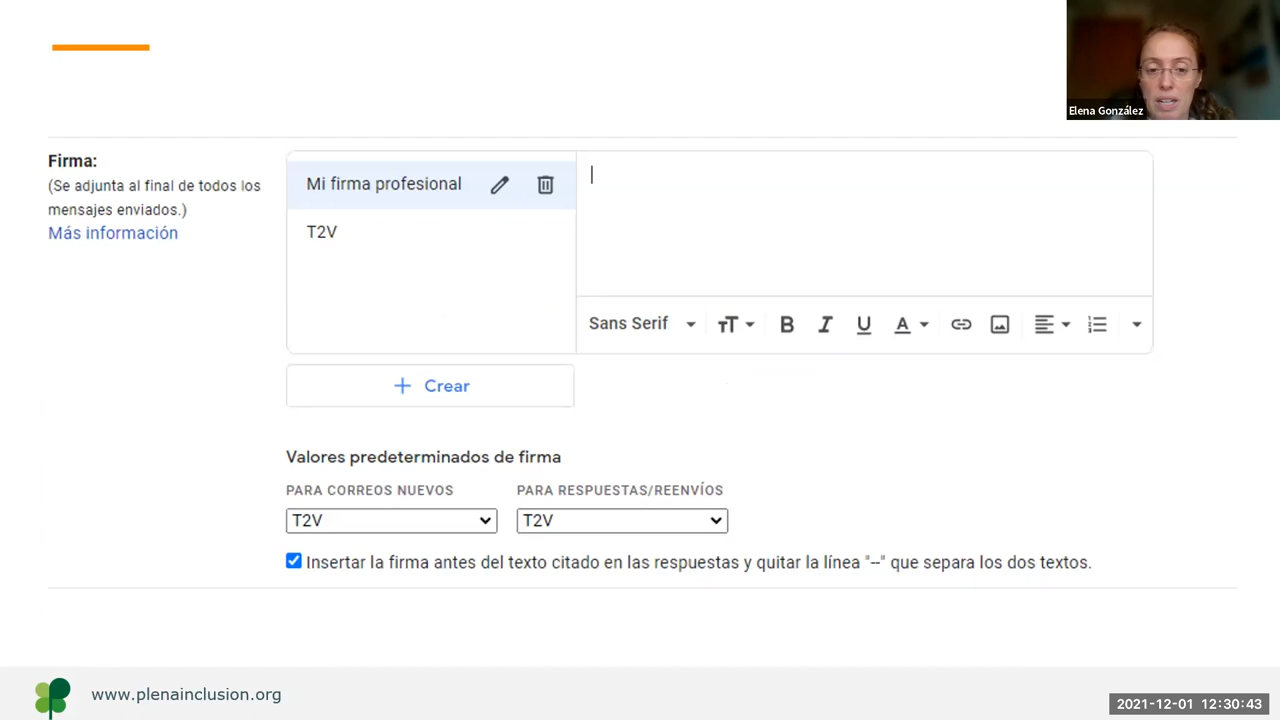 Elena González
Firma:
(Se adjunta al final de todos los
mensajes enviados.)
Más información
Mi firma profesional
T2V
Sans Serif
B I U A
Crear
Valores predeterminados de firma
PARA CORREOS NUEVOS
PARA RESPUESTAS/REENVÍOS
T2V
T2V
Insertar la firma antes del texto citado en las respuestas y quitar la línea "--" que separa los dos textos.
www.plenainclusion.org
2021-12-01 12:30:43